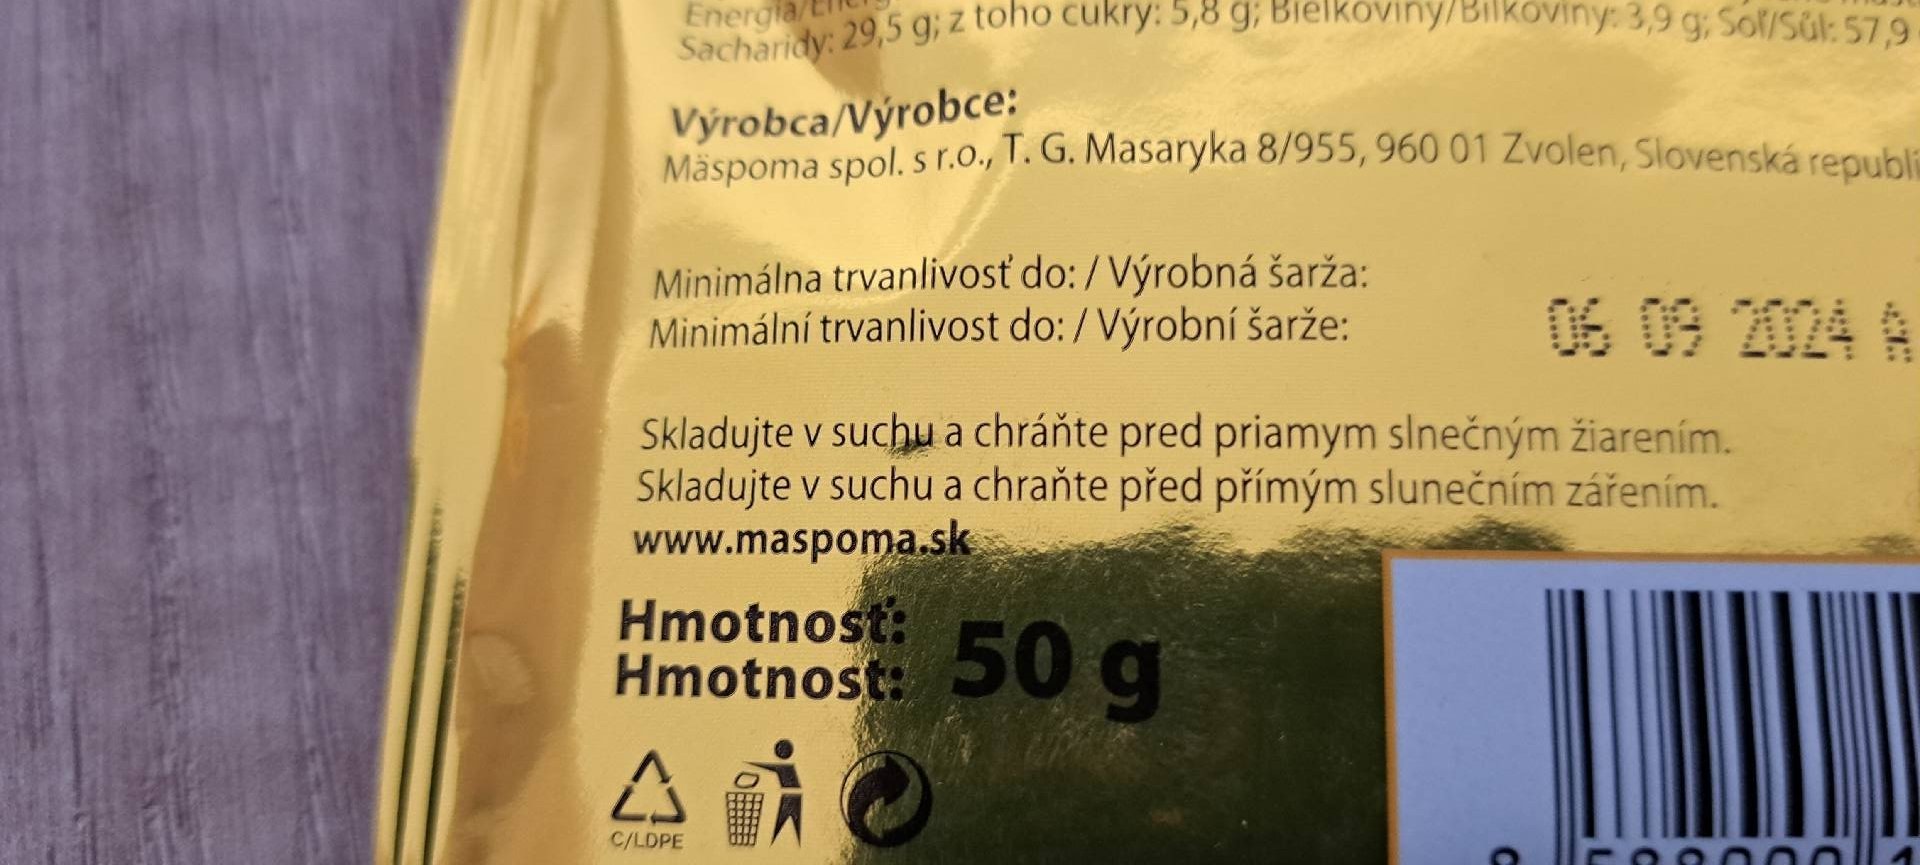 Energia/
Sacharidy: 29,5 g; z toho cukry: 5,8 g; Bielkoviny/Bílkoviny: 3,9 g; Soľ/Sůl: 57,9
Výrobca/Výrobce:
Mäspoma spol. s r.o., T. G. Masaryka 8/955, 960 01 Zvolen, Slovenská republi
Minimálna trvanlivosť do: / Výrobná šarža:
Minimální trvanlivost do: / Výrobní šarže:
06 09 2024 A
Skladujte v suchu a chráňte pred priamym slnečným žiarením.
Skladujte v suchu a chraňte před přímým slunečním zářením.
www.maspoma.sk
Hmotnosť:
Hmotnost:
50 g
C/LDPE